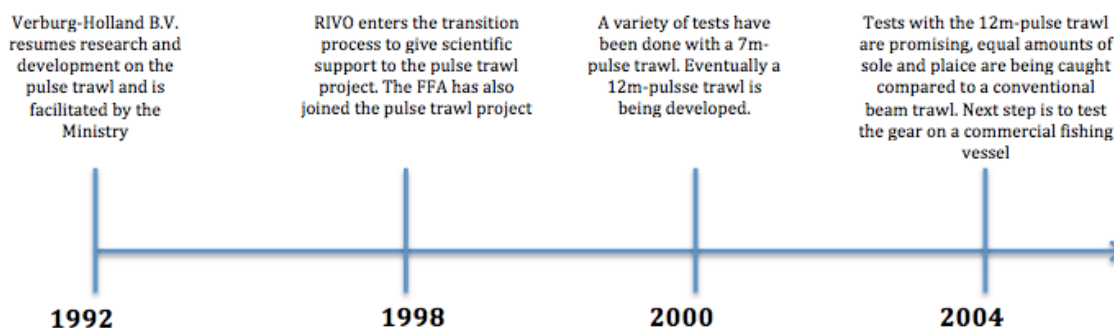 Verburg-Holland B.V.
resumes research and
development on the
pulse trawl and is
facilitated by the
Ministry
RIVO enters the transition
process to give scientific
support to the pulse trawl
project. The FFA has also
joined the pulse trawl project
A variety of tests have
been done with a 7m-
pulse trawl. Eventually a
12m-pulsse trawl is
being developed.
Tests with the 12m-pulse trawl
are promising, equal amounts of
sole and plaice are being caught
compared to a conventional
beam trawl. Next step is to test
the gear on a commercial fishing
vessel
1992
1998
2000
2004